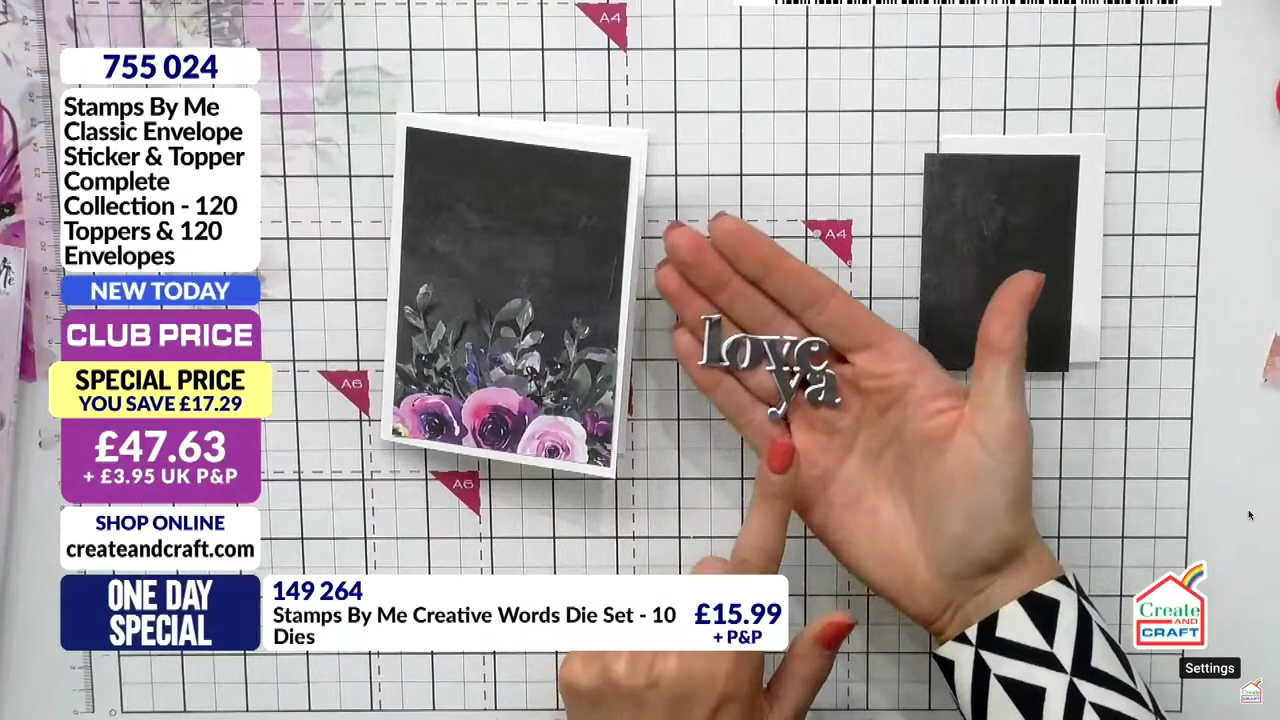 A4
755 024
Stamps By Me
Classic Envelope
Sticker & Topper
Complete
Collection - 120
Toppers & 120
Envelopes
NEW TODAY
CLUB PRICE
SPECIAL PRICE
YOU SAVE £17.29
£47.63
+ £3.95 UK P&P
SHOP ONLINE
createandcraft.com
ONE DAY
SPECIAL
149 264
Stamps By Me Creative Words Die Set - 10
Dies
£15.99
+ P&P
A4
love
ya
A6
A6
Create
AND
CRAFT
Settings